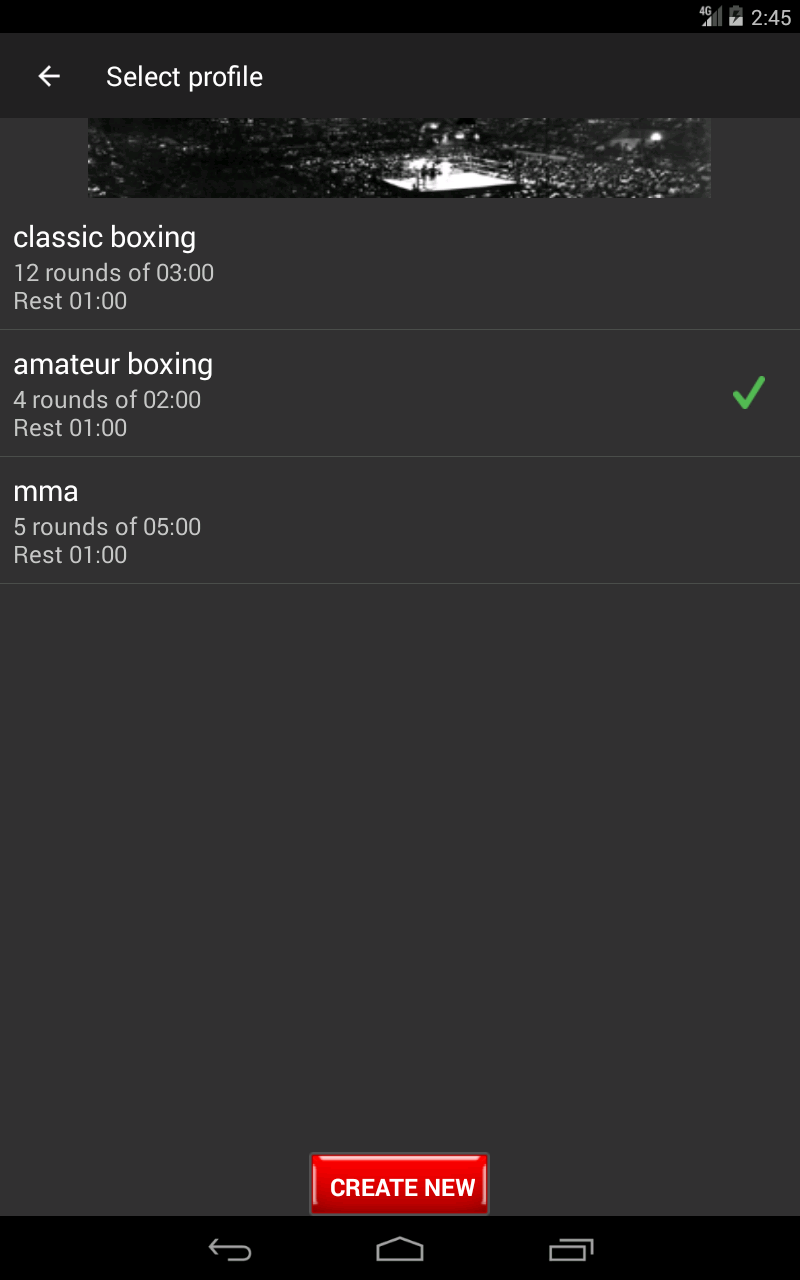 4G 2:45
Select profile
classic boxing
12 rounds of 03:00
Rest 01:00
amateur boxing
4 rounds of 02:00
Rest 01:00
mma
5 rounds of 05:00
Rest 01:00
CREATE NEW